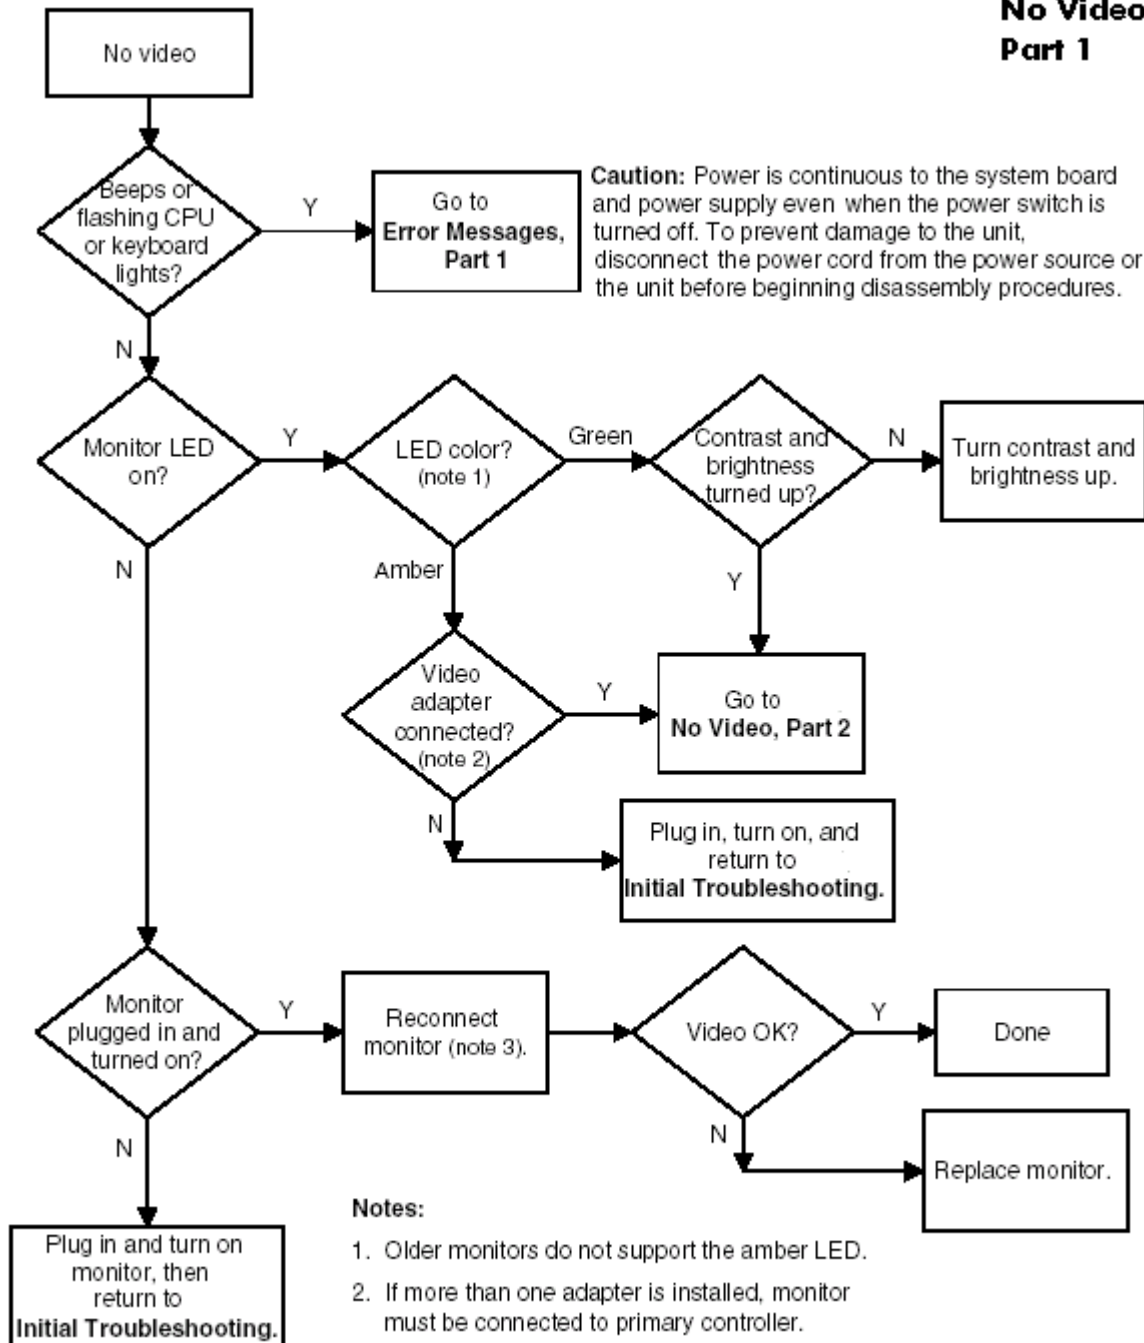 No Video
Part 1
No video
Beeps or
flashing CPU
or keyboard
lights?
Y
Go to
Error Messages,
Part 1
Caution: Power is continuous to the system board
and power supply even when the power switch is
turned off. To prevent damage to the unit,
disconnect the power cord from the power source or
the unit before beginning disassembly procedures.
N
Monitor LED
on?
Y
LED color?
(note 1)
Green
Contrast and
brightness
turned up?
N
Turn contrast and
brightness up.
N
Amber
Y
Video
adapter
connected?
(note 2)
Y
Go to
No Video, Part 2
N
Plug in, turn on, and
return to
Initial Troubleshooting.
Monitor
plugged in and
turned on?
Y
Reconnect
monitor (note 3).
Video OK?
Y
Done
N
N
Replace monitor.
Plug in and turn on
monitor, then
return to
Initial Troubleshooting.
Notes:
1. Older monitors do not support the amber LED.
2. If more than one adapter is installed, monitor
must be connected to primary controller.